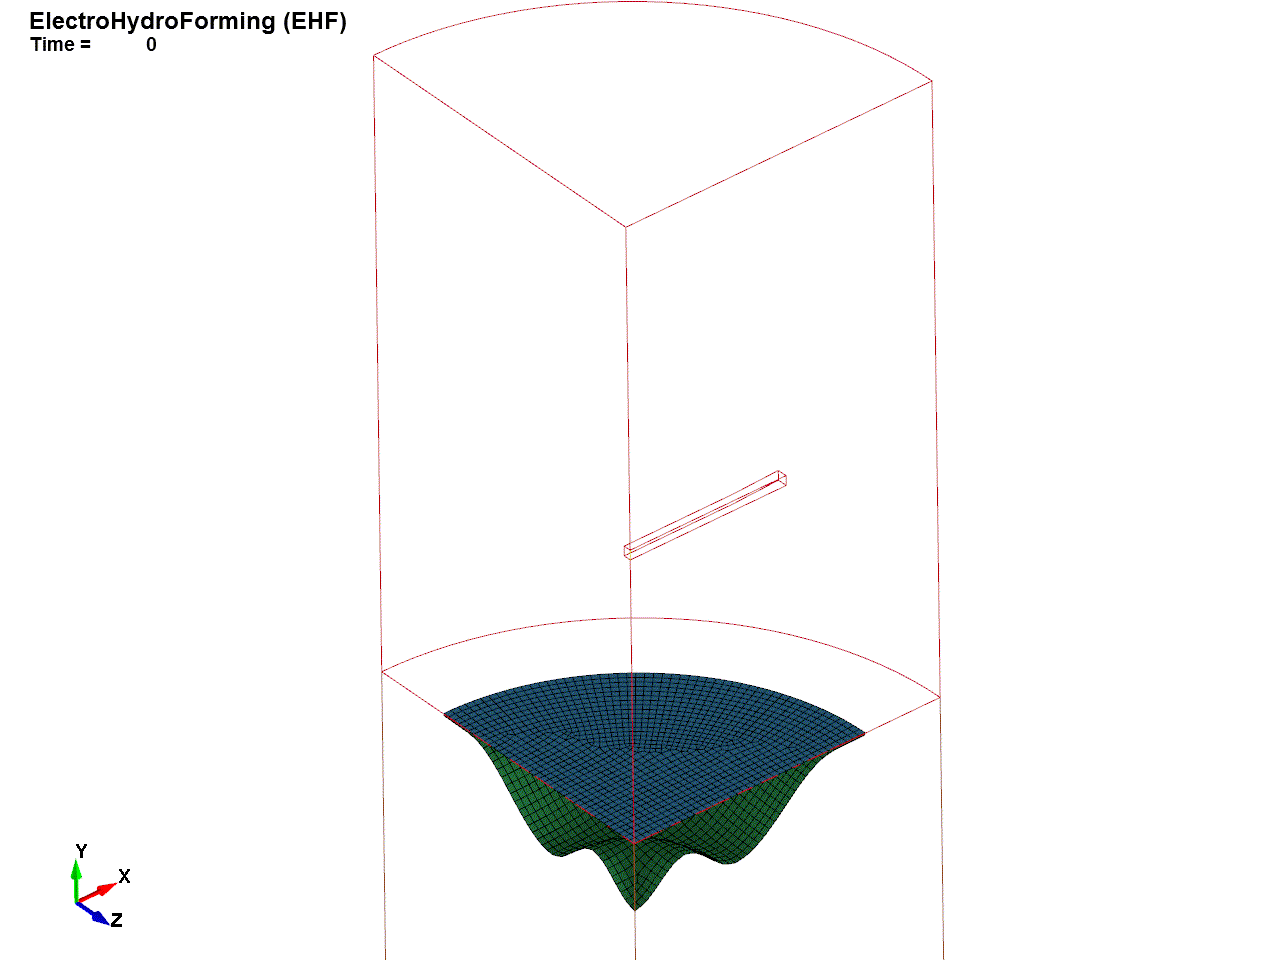 ElectroHydroForming (EHF)
Time = 0
Y
X
Z